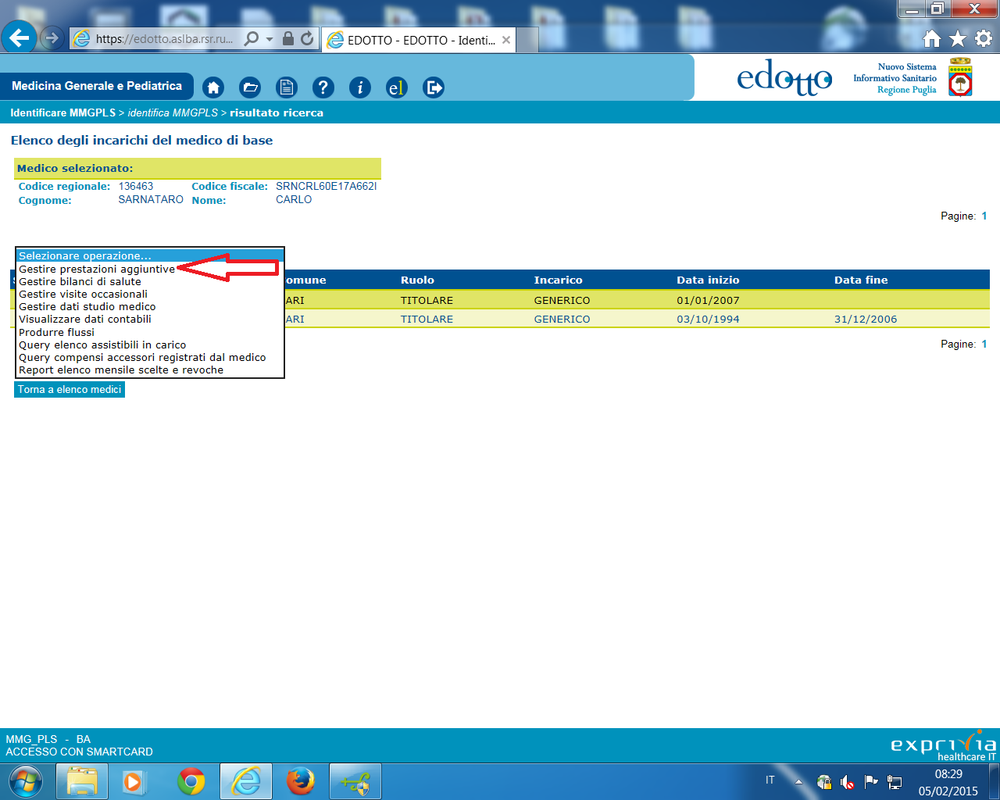 https://edotto.aslba.rsr.ru...
EDOTTO - EDOTTO - Identi...
Medicina Generale e Pediatrica
? i el
edotto
Nuovo Sistema
Informativo Sanitario
Regione Puglia
Identificare MMGPLS > identifica MMGPLS > risultato ricerca
Elenco degli incarichi del medico di base
Medico selezionato:
Codice regionale: 136463 Codice fiscale: SRNCRL60E17A662I
Cognome: SARNATARO Nome: CARLO
Pagine: 1
Selezionare operazione...
Gestire prestazioni aggiuntive
Gestire bilanci di salute
Gestire visite occasionali
Gestire dati studio medico
Visualizzare dati contabili
Produrre flussi
Query elenco assistibili in carico
Query compensi accessori registrati dal medico
Report elenco mensile scelte e revoche
omune Ruolo Incarico Data inizio Data fine
ARI TITOLARE GENERICO 01/01/2007
ARI TITOLARE GENERICO 03/10/1994 31/12/2006
Pagine: 1
Torna a elenco medici
MMG_PLS - BA
ACCESSO CON SMARTCARD
exprivia
healthcare IT
IT
08:29
05/02/2015